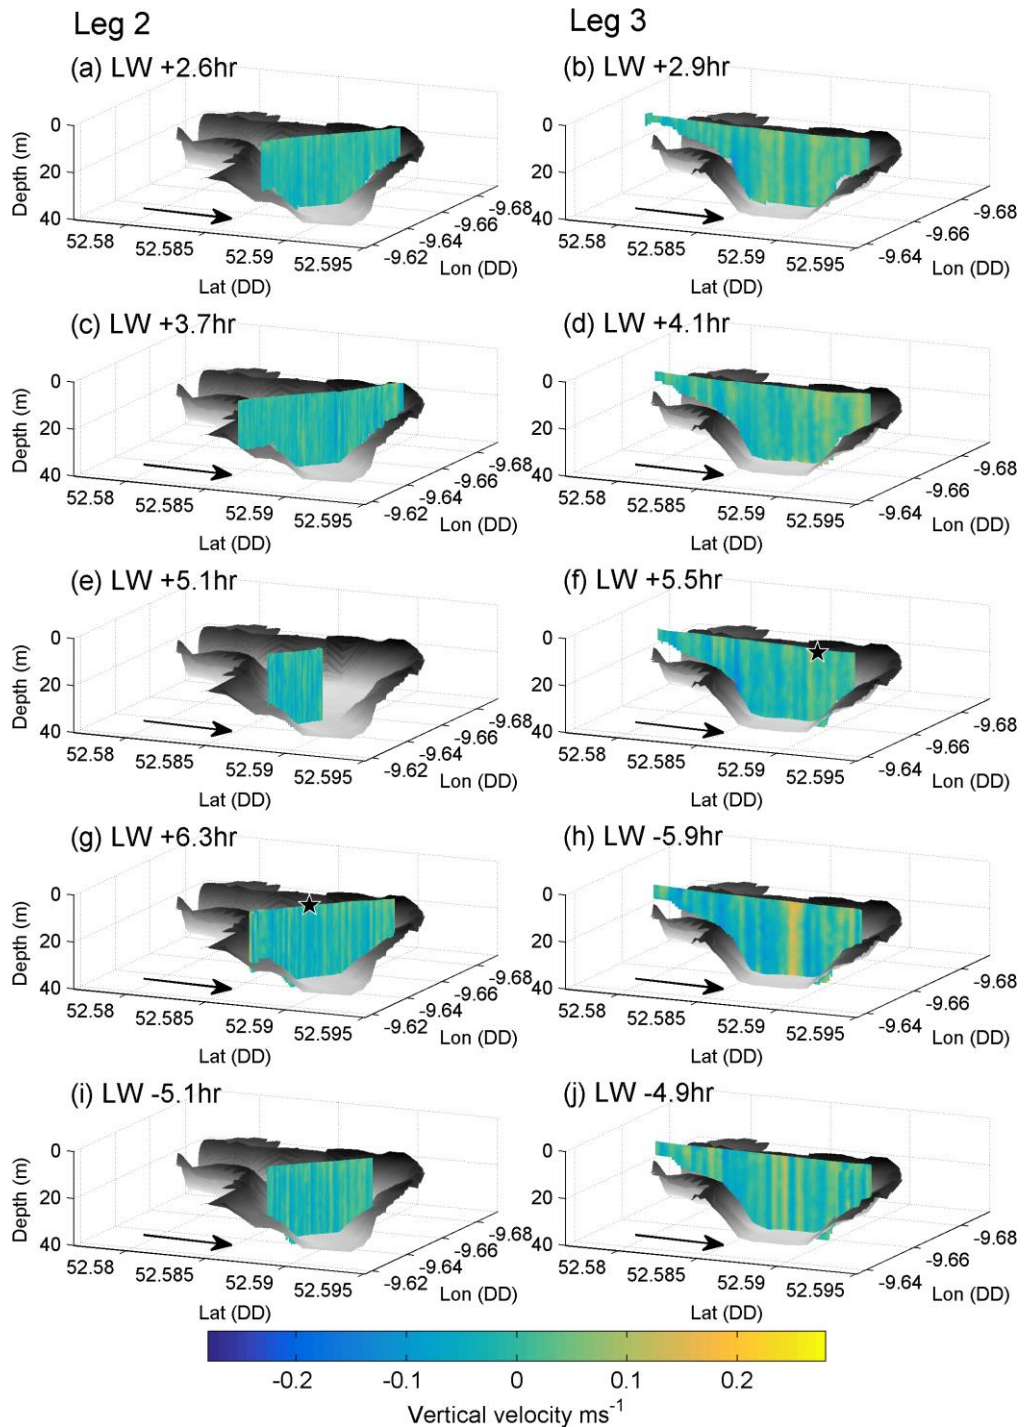 Leg 2
Leg 3
(a) LW +2.6hr
(b) LW +2.9hr
Depth (m)
0
20
40
52.58
52.585
52.59
52.595
Lat (DD)
-9.62
-9.64
-9.66
-9.68
Lon (DD)
0
20
40
52.58
52.585
52.59
52.595
Lat (DD)
-9.64
-9.66
-9.68
Lon (DD)
(c) LW +3.7hr
(d) LW +4.1hr
Depth (m)
0
20
40
52.58
52.585
52.59
52.595
Lat (DD)
-9.62
-9.64
-9.66
-9.68
Lon (DD)
0
20
40
52.58
52.585
52.59
52.595
Lat (DD)
-9.64
-9.66
-9.68
Lon (DD)
(e) LW +5.1hr
(f) LW +5.5hr
Depth (m)
0
20
40
52.58
52.585
52.59
52.595
Lat (DD)
-9.62
-9.64
-9.66
-9.68
Lon (DD)
0
20
40
52.58
52.585
52.59
52.595
Lat (DD)
-9.64
-9.66
-9.68
Lon (DD)
(g) LW +6.3hr
(h) LW -5.9hr
Depth (m)
0
20
40
52.58
52.585
52.59
52.595
Lat (DD)
-9.62
-9.64
-9.66
-9.68
Lon (DD)
0
20
40
52.58
52.585
52.59
52.595
Lat (DD)
-9.64
-9.66
-9.68
Lon (DD)
(i) LW -5.1hr
(j) LW -4.9hr
Depth (m)
0
20
40
52.58
52.585
52.59
52.595
Lat (DD)
-9.62
-9.64
-9.66
-9.68
Lon (DD)
0
20
40
52.58
52.585
52.59
52.595
Lat (DD)
-9.64
-9.66
-9.68
Lon (DD)
-0.2 -0.1 0 0.1 0.2
Vertical velocity ms⁻¹